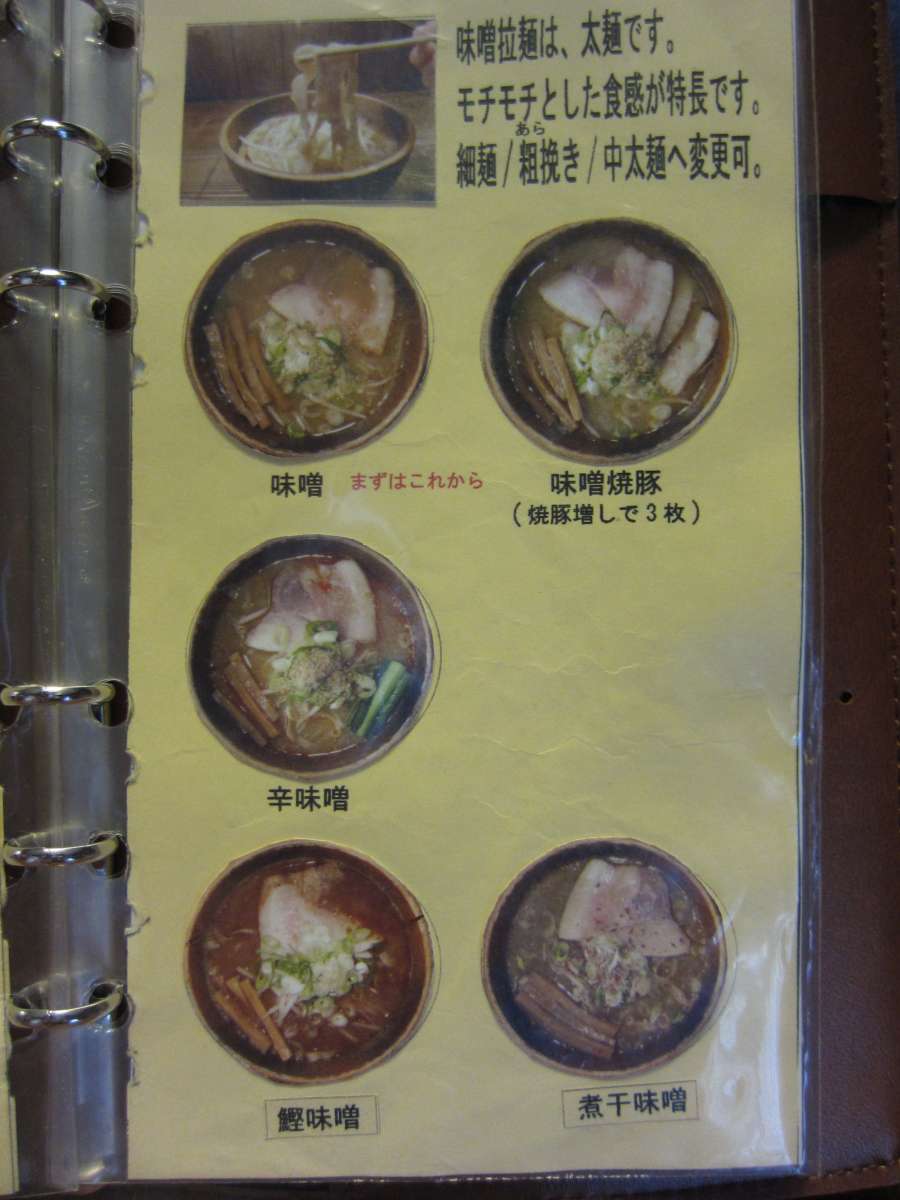 味噌拉麺は、太麺です。
モチモチとした食感が特長です。
あら
細麺/粗挽き/中太麺へ変更可。
味噌 まずはこれから
味噌焼豚
(焼豚増しで3枚)
辛味噌
鰹味噌
煮干味噌